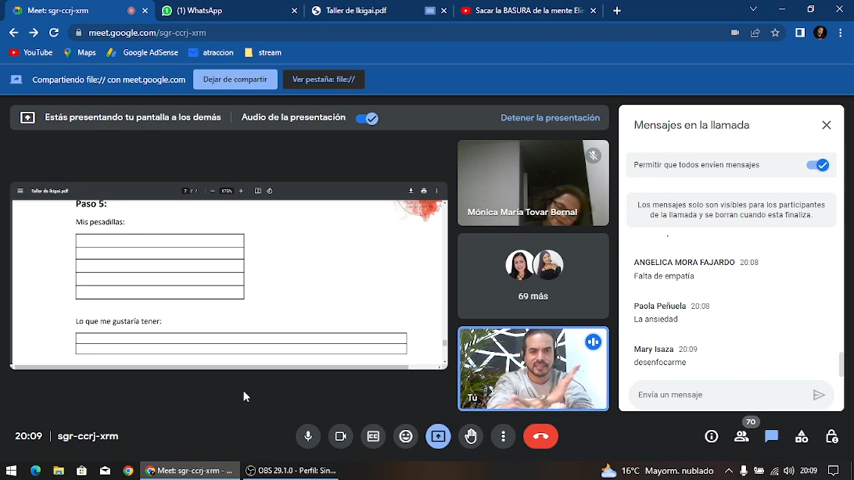 Meet: sgr-ccrj-xrm
(1) WhatsApp
Taller de Ikigai.pdf
Sacar la BASURA de la mente Eli
meet.google.com/sgr-ccrj-xrm
YouTube
Maps
Google AdSense
atraccion
stream
Compartiendo file:// con meet.google.com
Dejar de compartir
Ver pestaña: file://
Estás presentando tu pantalla a los demás
Audio de la presentación
Detener la presentación
Taller de Ikigai.pdf
7 / 7
175%
Paso 5:
Mis pesadillas:
Lo que me gustaría tener:
Mónica Maria Tovar Bernal
69 más
Tú
Mensajes en la llamada
Permitir que todos envíen mensajes
Los mensajes solo son visibles para los participantes
de la llamada y se borran cuando esta finaliza.
ANGELICA MORA FAJARDO 20:08
Falta de empatía
Paola Peñuela 20:08
La ansiedad
Mary Isaza 20:09
desenfocarme
Envía un mensaje
20:09
sgr-ccrj-xrm
70
Meet: sgr-ccrj-xrm - ...
OBS 29.1.0 - Perfil: Sin...
16°C Mayorm. nublado
20:09